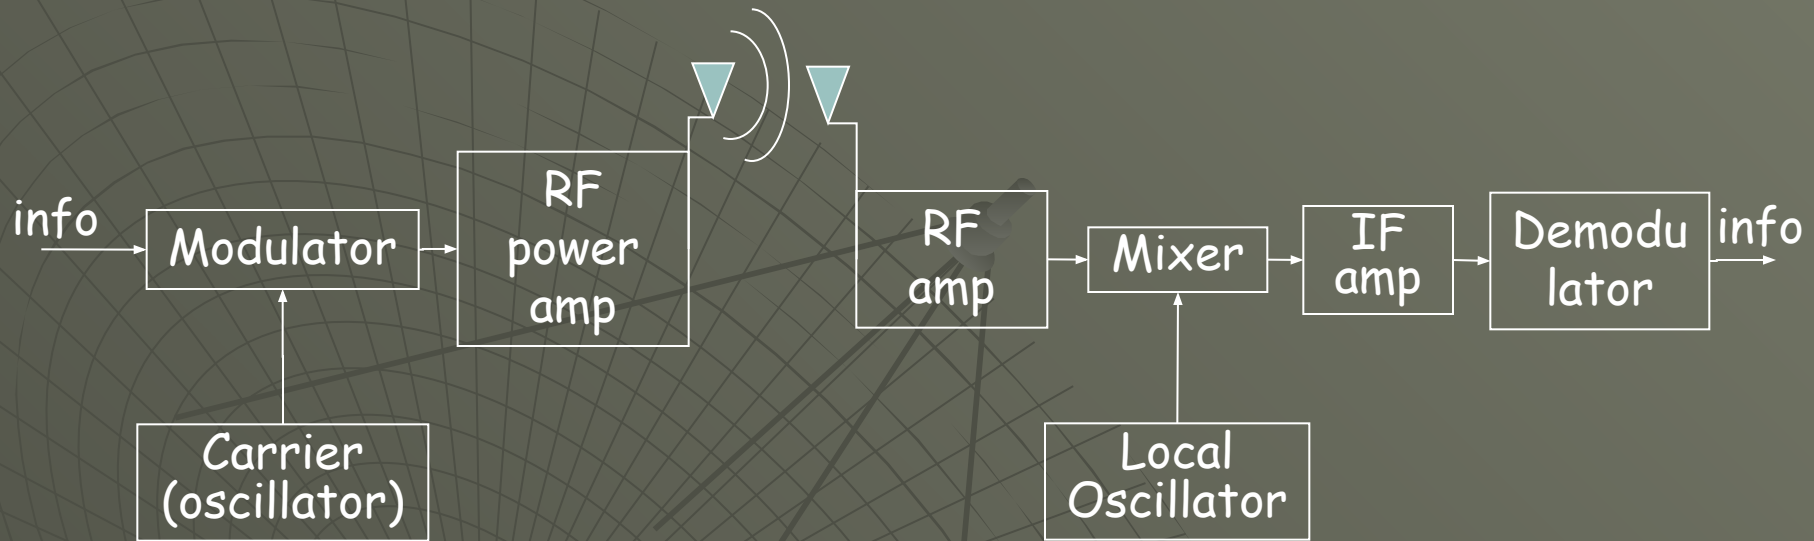 info
Modulator
Carrier
(oscillator)
RF
power
amp
RF
amp
Mixer
Local
Oscillator
IF
amp
Demodu
lator
info